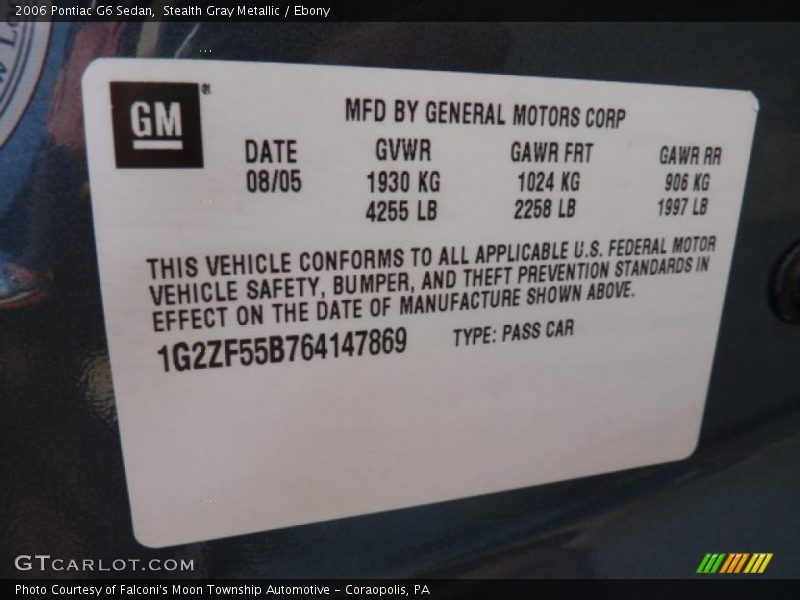 2006 Pontiac G6 Sedan,  Stealth Gray Metallic / Ebony
GM ®
MFD BY GENERAL MOTORS CORP
DATE GVWR GAWR FRT GAWR RR
08/05 1930 KG 1024 KG 906 KG
4255 LB 2258 LB 1997 LB
THIS VEHICLE CONFORMS TO ALL APPLICABLE U.S. FEDERAL MOTOR
VEHICLE SAFETY, BUMPER, AND THEFT PREVENTION STANDARDS IN
EFFECT ON THE DATE OF MANUFACTURE SHOWN ABOVE.
1G2ZF55B764147869 TYPE: PASS CAR
GTCARLOT.COM
Photo Courtesy of Falconi's Moon Township Automotive - Coraopolis, PA